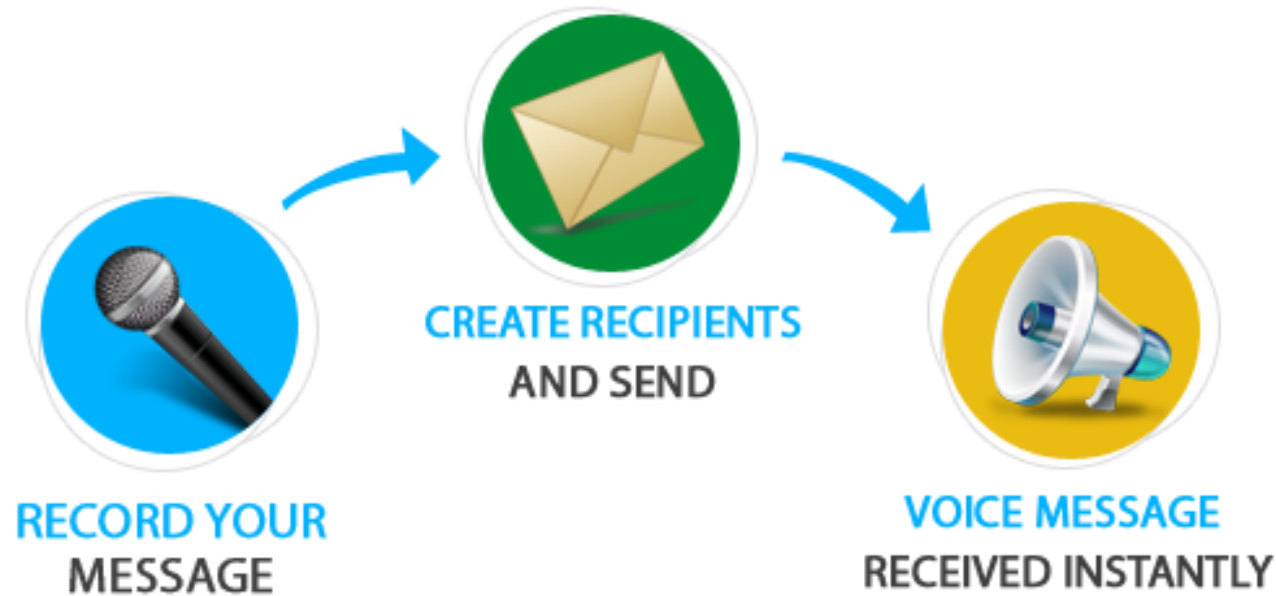 RECORD YOUR
MESSAGE
CREATE RECIPIENTS
AND SEND
VOICE MESSAGE
RECEIVED INSTANTLY